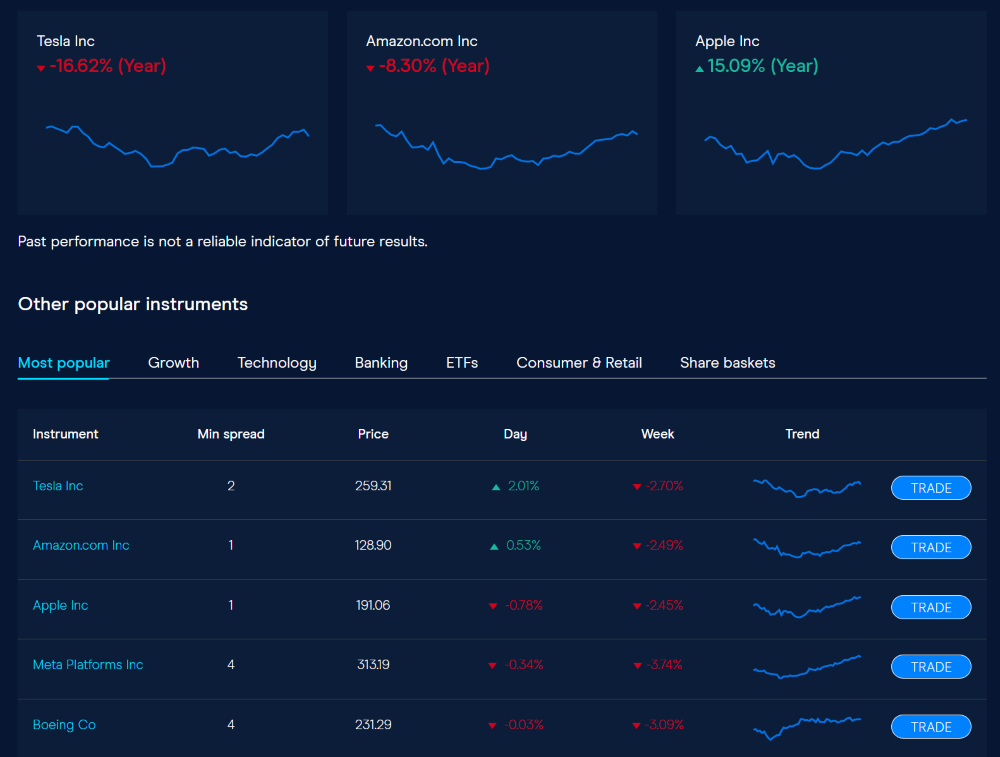 Tesla Inc Amazon.com Inc Apple Inc
-16.62% (Year) -8.30% (Year) 15.09% (Year)
Past performance is not a reliable indicator of future results.
Other popular instruments
Most popular Growth Technology Banking ETFs Consumer & Retail Share baskets
Instrument Min spread Price Day Week Trend
Tesla Inc 2 259.31 2.01% -2.70% TRADE
Amazon.com Inc 1 128.90 0.53% -2.49% TRADE
Apple Inc 1 191.06 -0.78% -2.45% TRADE
Meta Platforms Inc 4 313.19 -0.34% -3.74% TRADE
Boeing Co 4 231.29 -0.03% -3.09% TRADE